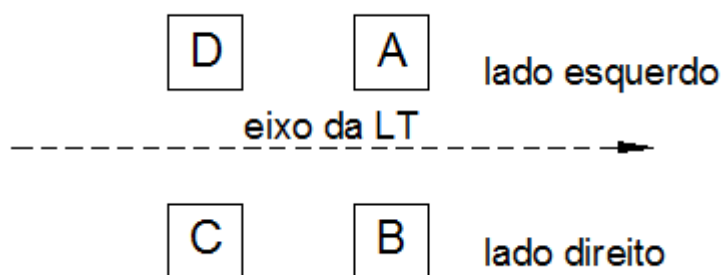 D A lado esquerdo
eixo da LT
C B lado direito